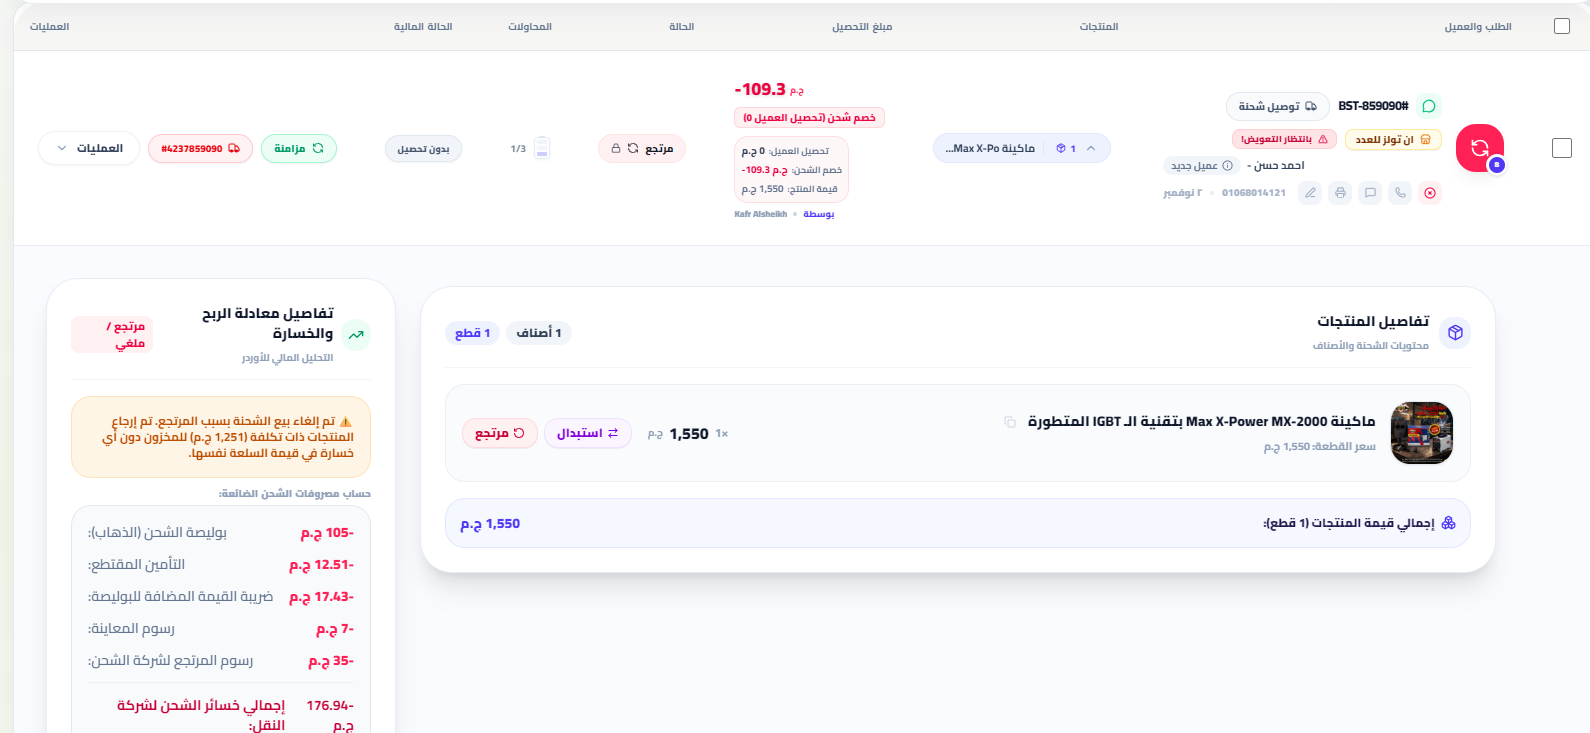 الطلب والعميل
المنتجات
مبلغ التحصيل
الحالة
المحاولات
الحالة المالية
العمليات
BST-859090#
توصيل شحنة
ان تولز للعدد
بانتظار التعويض!
احمد حسن -
عميل جديد
01068014121 • ٢ نوفمبر
1
ماكينة Max X-Po...
-109.3 ج.م
خصم شحن (تحصيل العميل 0)
تحصيل العميل: 0 ج.م
خصم الشحن: -109.3 ج.م
قيمة المنتج: 1,550 ج.م
بوسطة • Kafr Alsheikh
مرتجع
1/3
بدون تحصيل
مزامنة
#4237859090
العمليات
تفاصيل المنتجات
محتويات الشحنة والأصناف
1 أصناف
1 قطع
ماكينة Max X-Power MX-2000 بتقنية الـ IGBT المتطورة
سعر القطعة: 1,550 ج.م
1×
1,550 ج.م
استبدال
مرتجع
إجمالي قيمة المنتجات (1 قطع):
1,550 ج.م
تفاصيل معادلة الربح
والخسارة
التحليل المالي للأوردر
مرتجع /
ملغي
⚠️ تم إلغاء بيع الشحنة بسبب المرتجع. تم إرجاع
المنتجات ذات تكلفة (1,251 ج.م) للمخزون دون أي
خسارة في قيمة السلعة نفسها.
حساب مصروفات الشحن الضائعة:
بوليصة الشحن (الذهاب):
-105 ج.م
التأمين المقتطع:
-12.51 ج.م
ضريبة القيمة المضافة للبوليصة:
-17.43 ج.م
رسوم المعاينة:
-7 ج.م
رسوم المرتجع لشركة الشحن:
-35 ج.م
إجمالي خسائر الشحن لشركة
النقل:
-176.94
ج.م